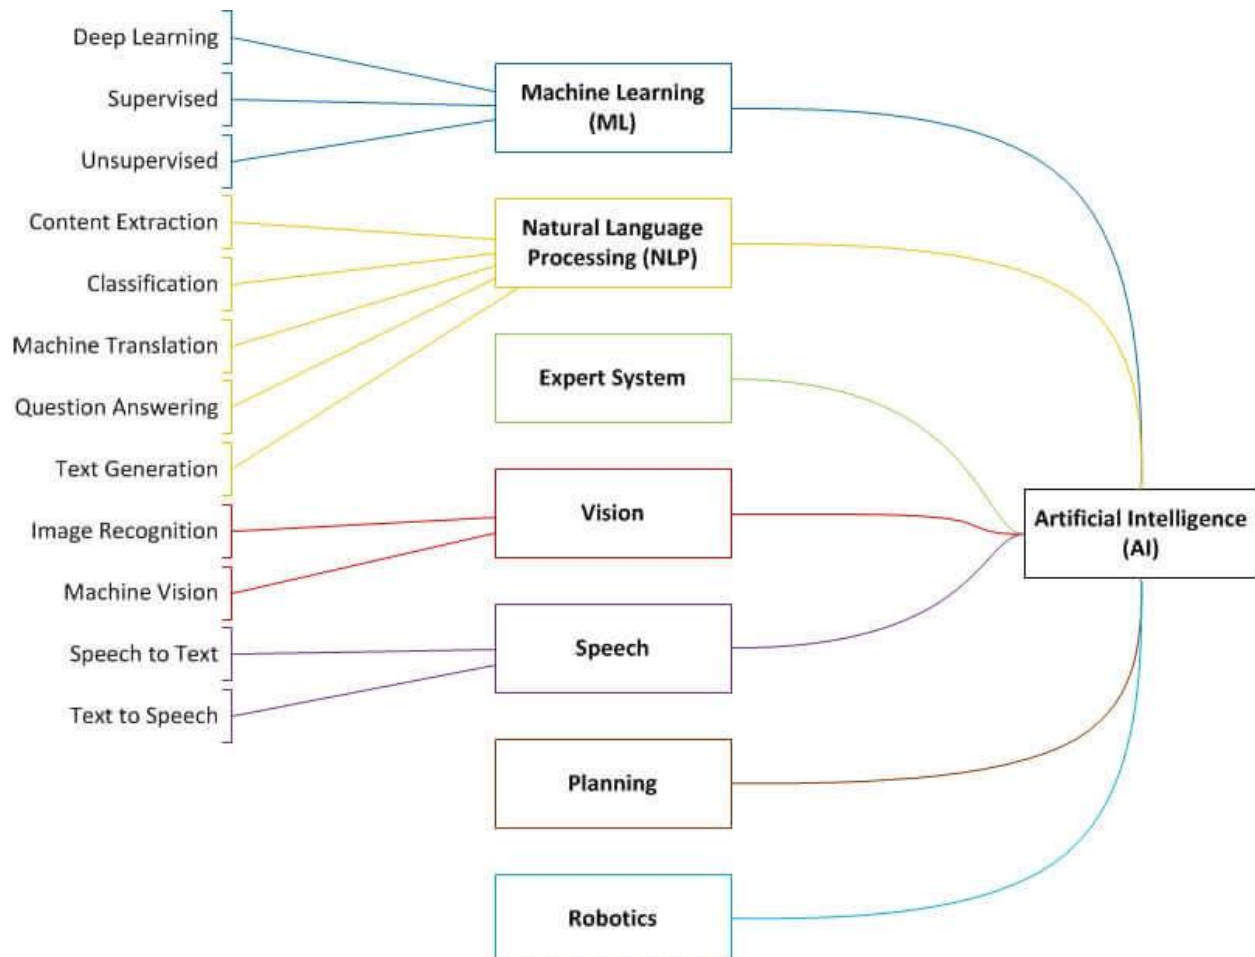 Deep Learning
Supervised
Unsupervised
Content Extraction
Classification
Machine Translation
Question Answering
Text Generation
Image Recognition
Machine Vision
Speech to Text
Text to Speech
Machine Learning
(ML)
Natural Language
Processing (NLP)
Expert System
Vision
Speech
Planning
Robotics
Artificial Intelligence
(AI)